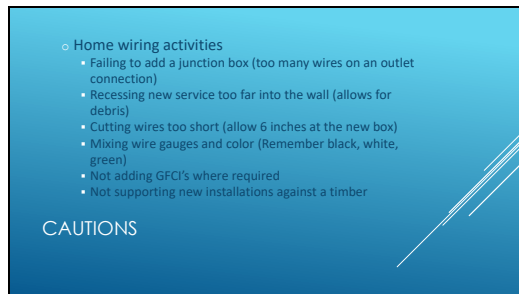 Home wiring activities
Failing to add a junction box (too many wires on an outlet
connection)
Recessing new service too far into the wall (allows for
debris)
Cutting wires too short (allow 6 inches at the new box)
Mixing wire gauges and color (Remember black, white,
green)
Not adding GFCI's where required
Not supporting new installations against a timber
CAUTIONS